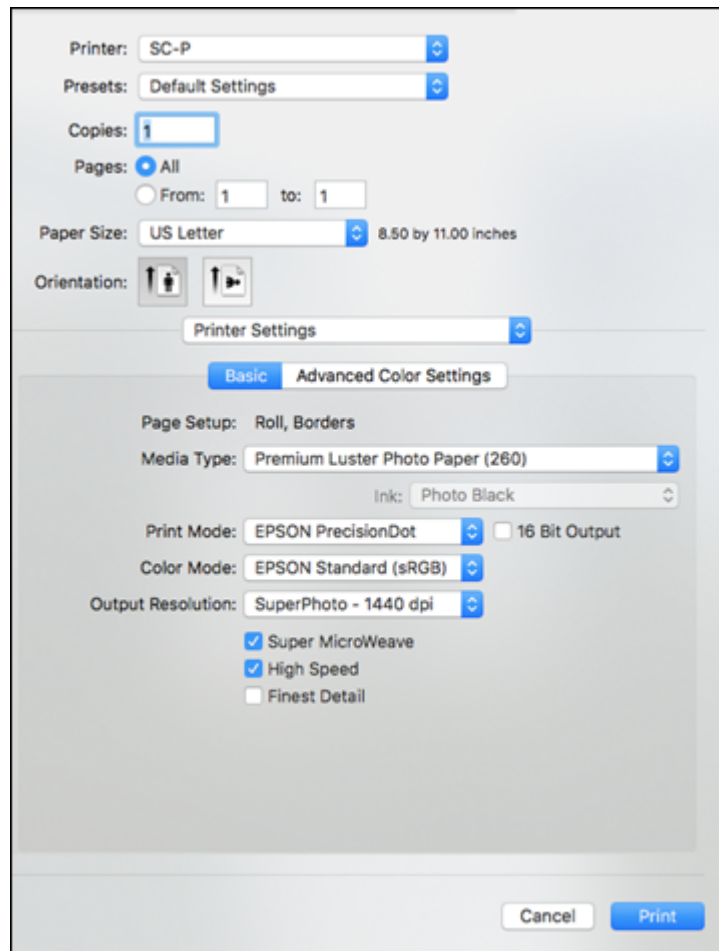 Printer: SC-P
Presets: Default Settings
Copies: 1
Pages: All
From: 1 to: 1
Paper Size: US Letter 8.50 by 11.00 inches
Orientation:
Printer Settings
Basic Advanced Color Settings
Page Setup: Roll, Borders
Media Type: Premium Luster Photo Paper (260)
Ink: Photo Black
Print Mode: EPSON PrecisionDot 16 Bit Output
Color Mode: EPSON Standard (sRGB)
Output Resolution: SuperPhoto - 1440 dpi
Super MicroWeave
High Speed
Finest Detail
Cancel Print